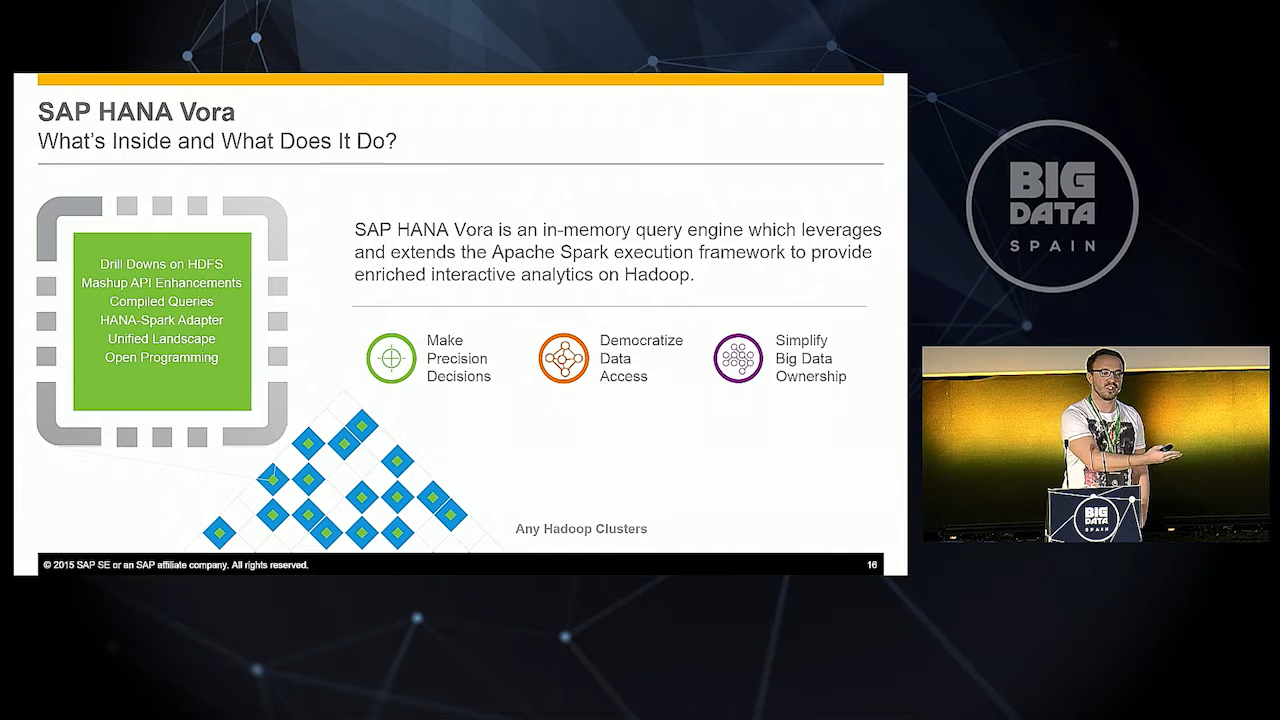 SAP HANA Vora
What's Inside and What Does It Do?
Drill Downs on HDFS
Mashup API Enhancements
Compiled Queries
HANA-Spark Adapter
Unified Landscape
Open Programming
SAP HANA Vora is an in-memory query engine which leverages
and extends the Apache Spark execution framework to provide
enriched interactive analytics on Hadoop.
Make
Precision
Decisions
Democratize
Data
Access
Simplify
Big Data
Ownership
Any Hadoop Clusters
© 2015 SAP SE or an SAP affiliate company. All rights reserved.
16
BIG
DATA
SPAIN
BIG
DATA
SPAIN